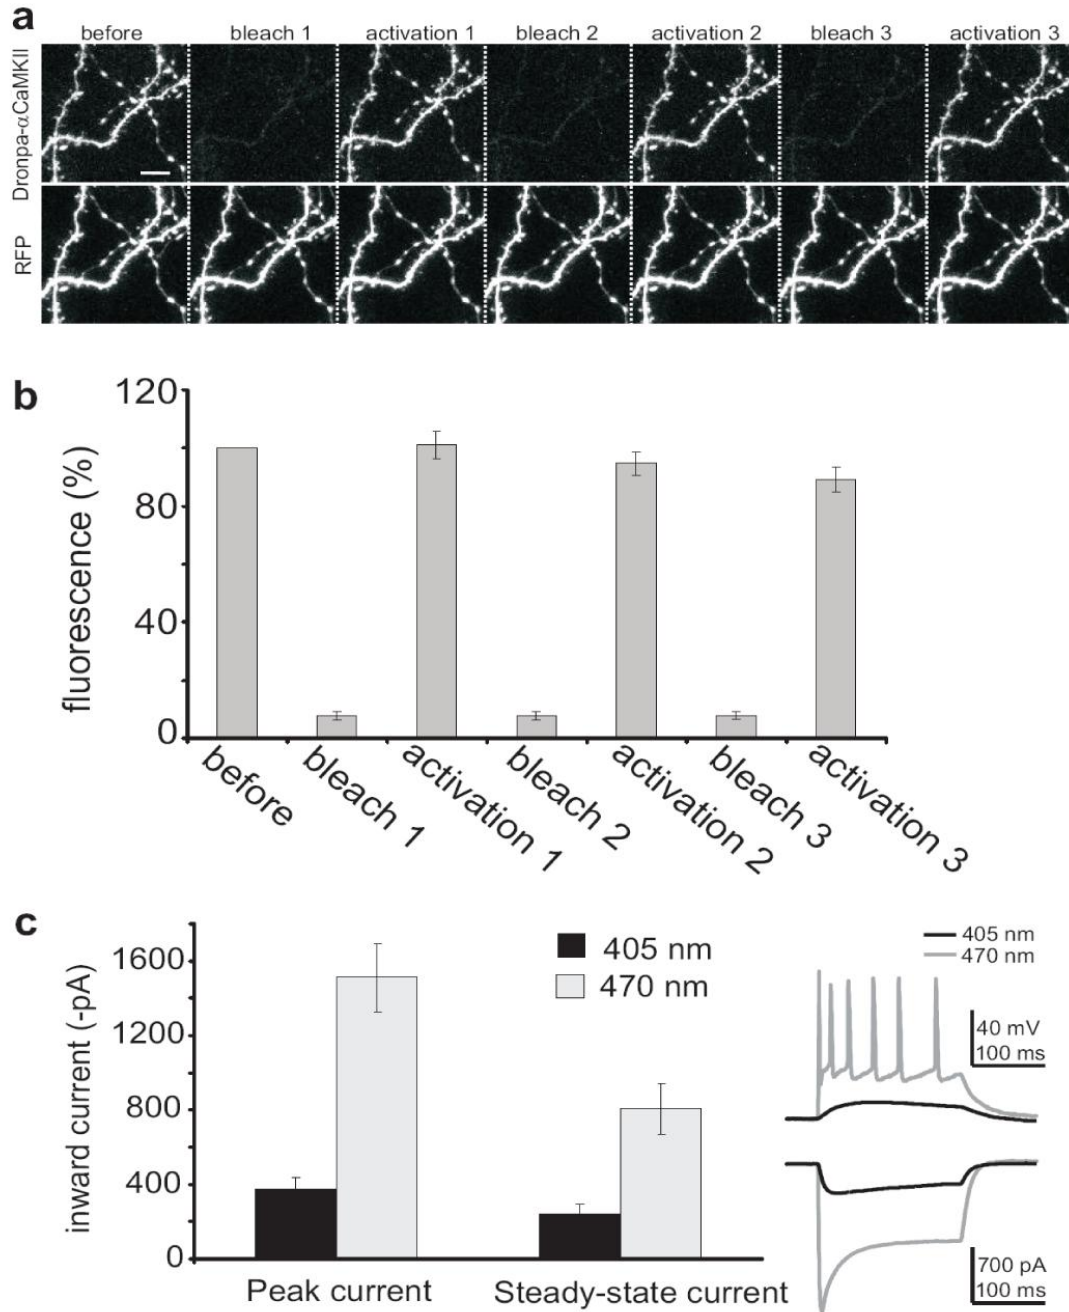 a
before bleach 1 activation 1 bleach 2 activation 2 bleach 3 activation 3
Dronpa-αCaMKII
RFP
b
fluorescence (%)
120
80
40
0
before bleach 1 activation 1 bleach 2 activation 2 bleach 3 activation 3
c
inward current (-pA)
1600
1200
800
400
0
405 nm
470 nm
Peak current Steady-state current
405 nm
470 nm
40 mV
100 ms
700 pA
100 ms